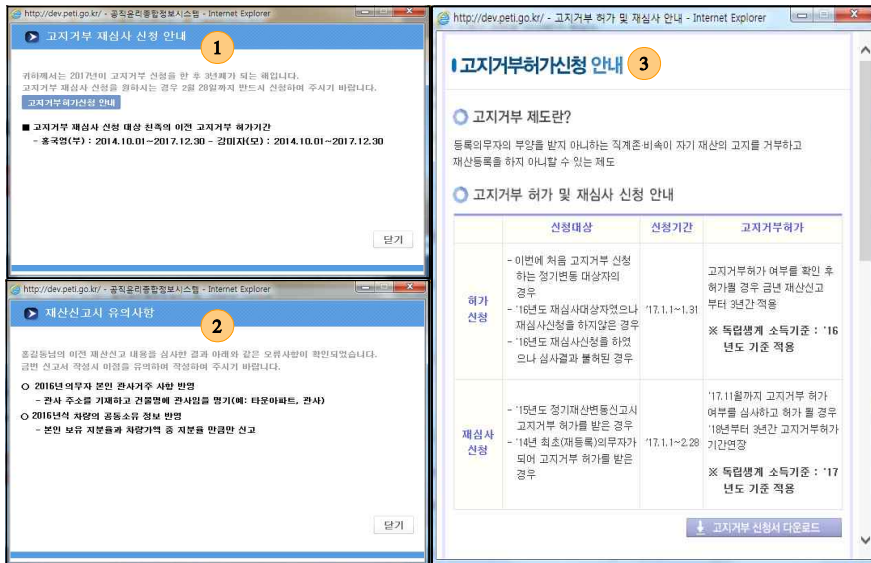 http://dev.peti.go.kr/ - 공직윤리종합정보시스템 - Internet Explorer
고지거부 재심사 신청 안내
1
귀하께서는 2017년이 고지거부 신청을 한 후 3년째가 되는 해입니다.
고지거부 재심사 신청을 원하시는 경우 2월 28일까지 반드시 신청하여 주시기 바랍니다.
고지거부허가신청 안내
■ 고지거부 재심사 신청 대상 친족의 이전 고지거부 허가기간
- 홍국영(부) : 2014.10.01~2017.12.30 - 강미자(모) : 2014.10.01~2017.12.30
닫기
http://dev.peti.go.kr/ - 공직윤리종합정보시스템 - Internet Explorer
재산신고시 유의사항
2
홍길동님의 이전 재산신고 내용을 심사한 결과 아래와 같은 오류사항이 확인되었습니다.
금번 신고서 작성시 이점을 유의하여 작성하여 주시기 바랍니다.
○ 2016년 의무자 본인 관사거주 사항 반영
- 관사 주소를 기재하고 건물명에 관사임을 명기(예: 타운아파트, 관사)
○ 2016년식 차량의 공동소유 정보 반영
- 본인 보유 지분율과 차량가액 중 지분율 만큼만 신고
닫기
http://dev.peti.go.kr/ - 고지거부 허가 및 재심사 안내 - Internet Explorer
고지거부허가신청 안내
3
고지거부 제도란?
등록의무자의 부양을 받지 아니하는 직계존·비속이 자기 재산의 고지를 거부하고
재산등록을 하지 아니할 수 있는 제도
고지거부 허가 및 재심사 신청 안내
신청대상 신청기간 고지거부허가
허가
신청
- 이번에 처음 고지거부 신청
하는 정기변동 대상자의
경우
- '16년도 재심사대상자였으나
재심사신청을 하지않은 경우
- '16년도 재심사신청을 하였
으나 심사결과 불허된 경우
'17.1.1~1.31
고지거부허가 여부를 확인 후
허가될 경우 금년 재산신고
부터 3년간 적용
※ 독립생계 소득기준 : '16
년도 기준 적용
재심사
신청
- '15년도 정기재산변동신고시
고지거부 허가를 받은 경우
- '14년 최초(재등록)의무자가
되어 고지거부 허가를 받은
경우
'17.1.1~2.28
'17.11월까지 고지거부 허가
여부를 심사하고 허가 될 경우
'18년부터 3년간 고지거부허가
기간연장
※ 독립생계 소득기준 : '17
년도 기준 적용
고지거부 신청서 다운로드